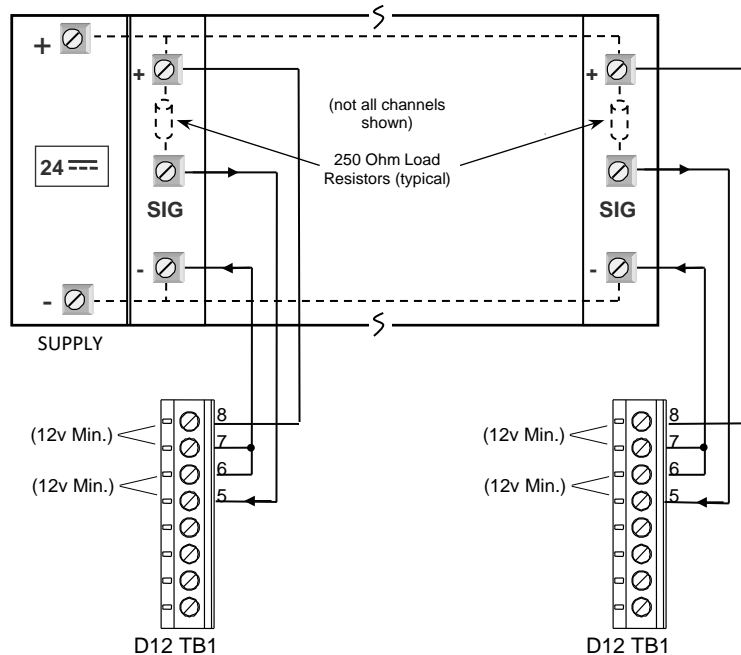 +
24
SIG
-
-
SUPPLY
+
(not all channels
shown)
250 Ohm Load
Resistors (typical)
+
SIG
-
(12v Min.)
(12v Min.)
8
7
6
5
D12 TB1
(12v Min.)
(12v Min.)
8
7
6
5
D12 TB1